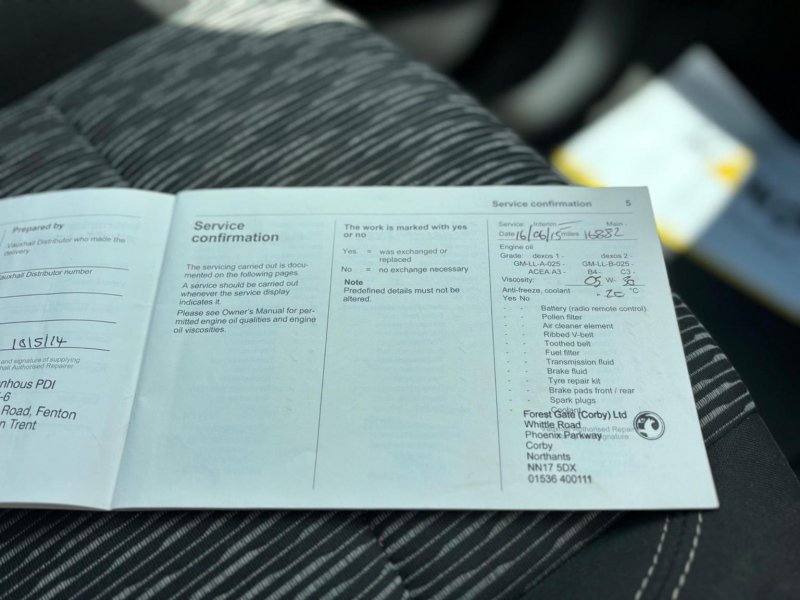 Prepared by
Vauxhall Distributor who made the
delivery
Vauxhall Distributor number
18/5/14
and signature of supplying
hall Authorised Repairer
nhous PDI
-6
Road, Fenton
n Trent
Service
confirmation
The servicing carried out is docu-
mented on the following pages.
A service should be carried out
whenever the service display
indicates it.
Please see Owner's Manual for per-
mitted engine oil qualities and engine
oil viscosities.
The work is marked with yes
or no
Yes = was exchanged or
replaced
No = no exchange necessary
Note
Predefined details must not be
altered.
Service confirmation 5
Service: Interim - Main -
Date 16/06/15 miles 16882
Engine oil
Grade: dexos 1 - dexos 2 -
GM-LL-A-025 - GM-LL-B-025 -
ACEA A3 - B4 - C3 -
Viscosity: 05 W- 30
Anti-freeze, coolant - 20 °C
Yes No
- - Battery (radio remote control)
- - Pollen filter
- - Air cleaner element
- - Ribbed V-belt
- - Toothed belt
- - Fuel filter
- - Transmission fluid
- - Brake fluid
- - Tyre repair kit
- - Brake pads front / rear
- - Spark plugs
Coolant
Forest Gate (Corby) Ltd
Whittle Road
Phoenix Parkway
Corby
Northants
NN17 5DX
01536 400111